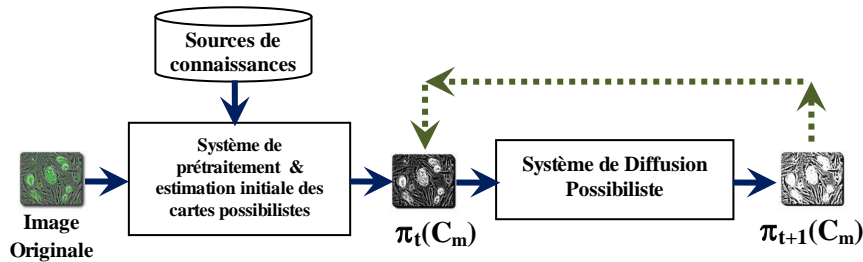 Sources de
connaissances
Système de
prétraitement & 
estimation initiale des
cartes possibilistes
Système de Diffusion
Possibiliste
Image
Originale
πt(Cm)
πt+1(Cm)